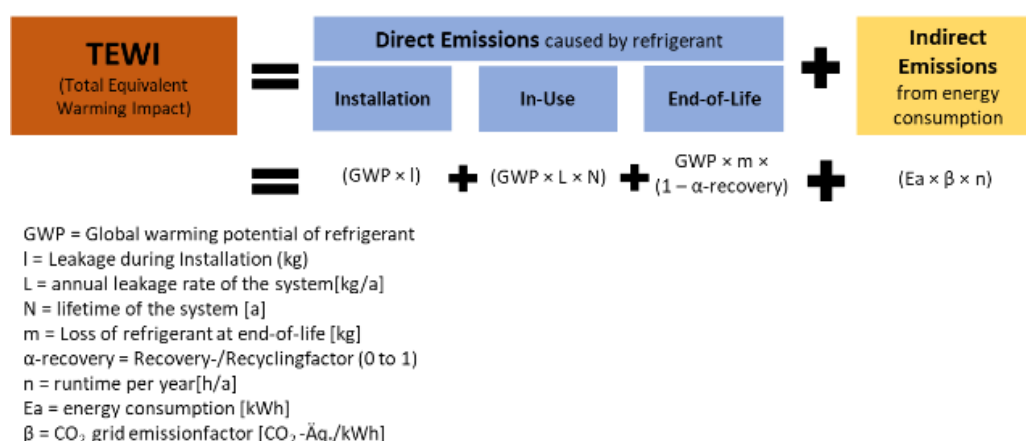 TEWI
(Total Equivalent
Warming Impact)
=
Direct Emissions caused by refrigerant
Installation
In-Use
End-of-Life
+
Indirect
Emissions
from energy
consumption
=
(GWP × l)
+
(GWP × L × N)
+
GWP × m ×
(1 – α-recovery)
+
(Ea × β × n)
GWP = Global warming potential of refrigerant
l = Leakage during Installation (kg)
L = annual leakage rate of the system[kg/a]
N = lifetime of the system [a]
m = Loss of refrigerant at end-of-life [kg]
α-recovery = Recovery-/Recyclingfactor (0 to 1)
n = runtime per year[h/a]
Ea = energy consumption [kWh]
β = CO₂ grid emissionfactor [CO₂-Äq./kWh]